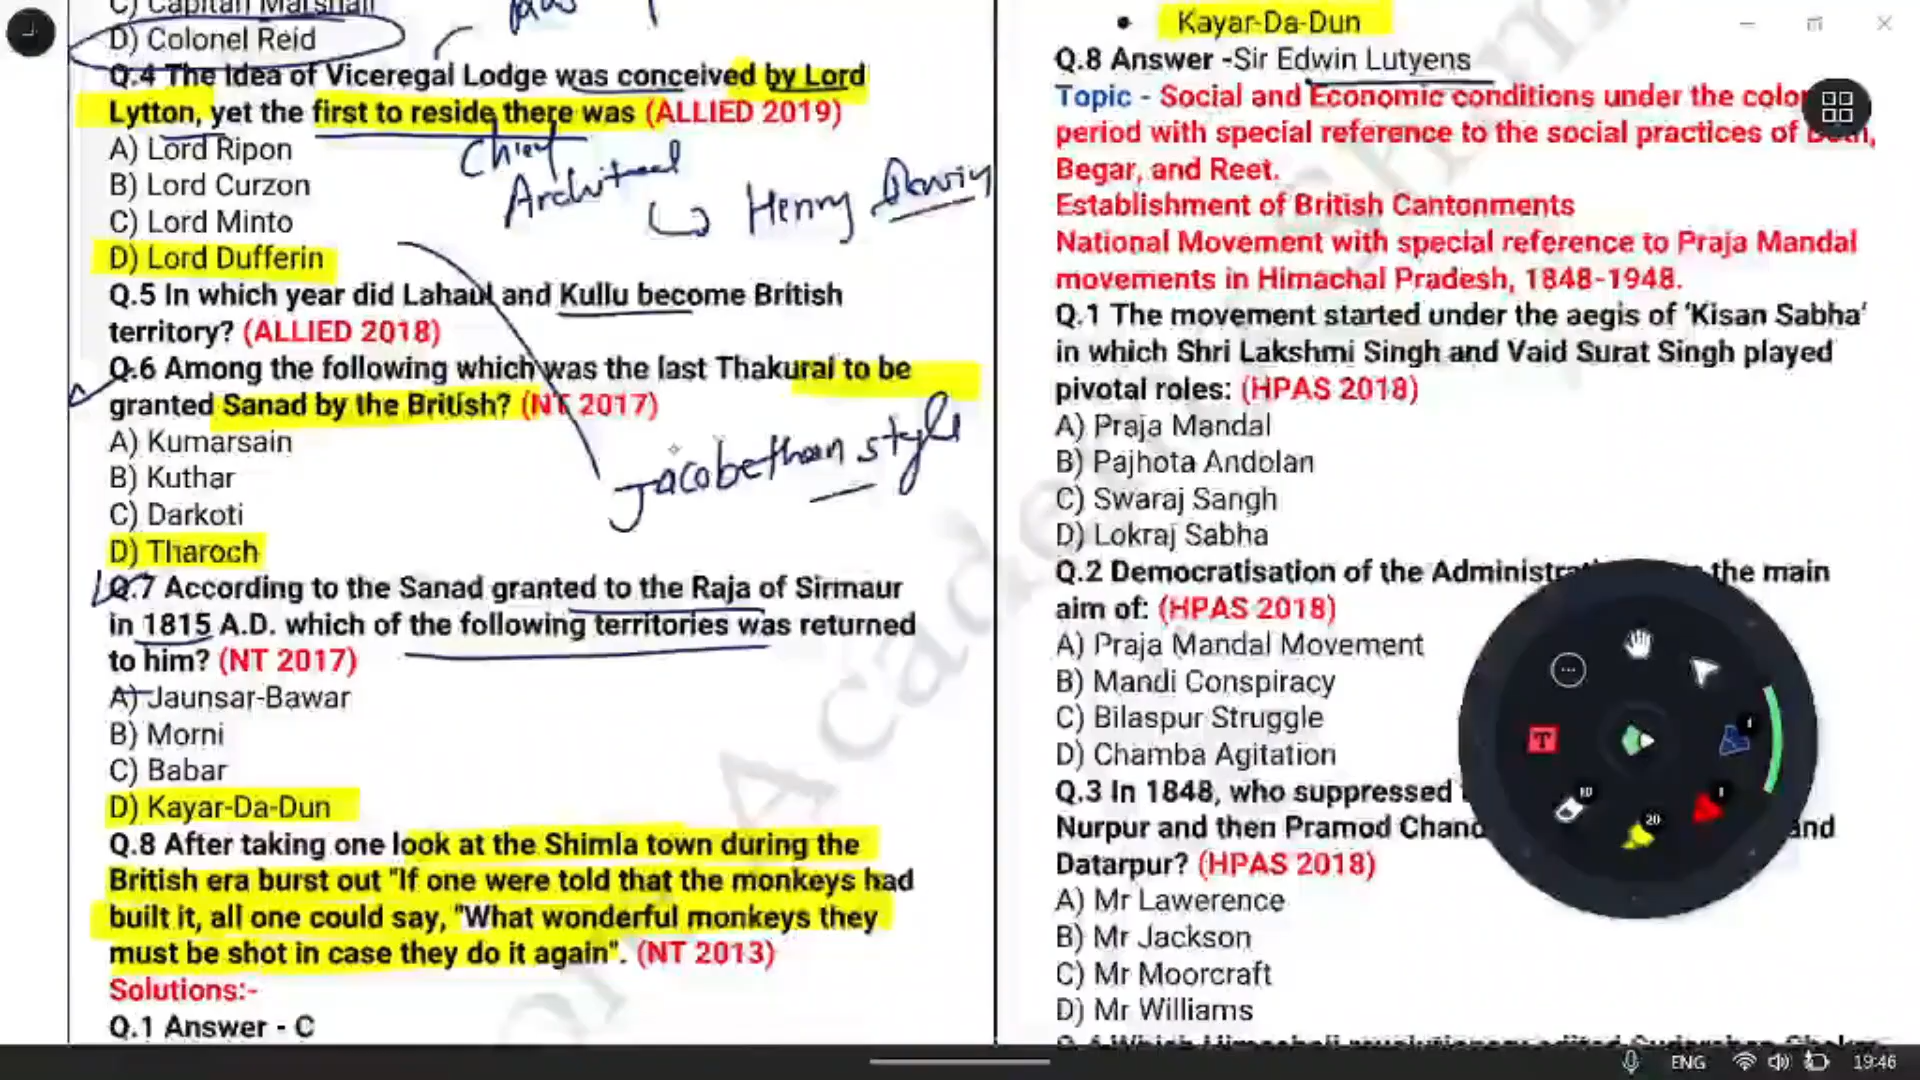 C) Capitan Marshall
D) Colonel Reid
Q.4 The idea of Viceregal Lodge was conceived by Lord
Lytton, yet the first to reside there was (ALLIED 2019)
A) Lord Ripon
B) Lord Curzon
C) Lord Minto
D) Lord Dufferin
Chief
Architect
Henry
Q.5 In which year did Lahaul and Kullu become British
territory? (ALLIED 2018)
Q.6 Among the following which was the last Thakurai to be
granted Sanad by the British? (NT 2017)
A) Kumarsain
B) Kuthar
C) Darkoti
D) Tharoch
Jacobethan style
Q.7 According to the Sanad granted to the Raja of Sirmaur
in 1815 A.D. which of the following territories was returned
to him? (NT 2017)
A) Jaunsar-Bawar
B) Morni
C) Babar
D) Kayar-Da-Dun
Q.8 After taking one look at the Shimla town during the
British era burst out "If one were told that the monkeys had
built it, all one could say, "What wonderful monkeys they
must be shot in case they do it again". (NT 2013)
Solutions:-
Q.1 Answer - C
• Kayar-Da-Dun
Q.8 Answer -Sir Edwin Lutyens
Topic - Social and Economic conditions under the
period with special reference to the social practices of
Begar, and Reet.
Establishment of British Cantonments
National Movement with special reference to Praja Mandal
movements in Himachal Pradesh, 1848-1948.
Q.1 The movement started under the aegis of 'Kisan Sabha'
in which Shri Lakshmi Singh and Vaid Surat Singh played
pivotal roles: (HPAS 2018)
A) Praja Mandal
B) Pajhota Andolan
C) Swaraj Sangh
D) Lokraj Sabha
Q.2 Democratisation of the the main
aim of: (HPAS 2018)
A) Praja Mandal Movement
B) Mandi Conspiracy
C) Bilaspur Struggle
D) Chamba Agitation
Q.3 In 1848, who suppressed
Nurpur and then Pramod and
Datarpur? (HPAS 2018)
A) Mr Lawerence
B) Mr Jackson
C) Mr Moorcraft
D) Mr Williams
T
1
10
20
1
ENG
19:46